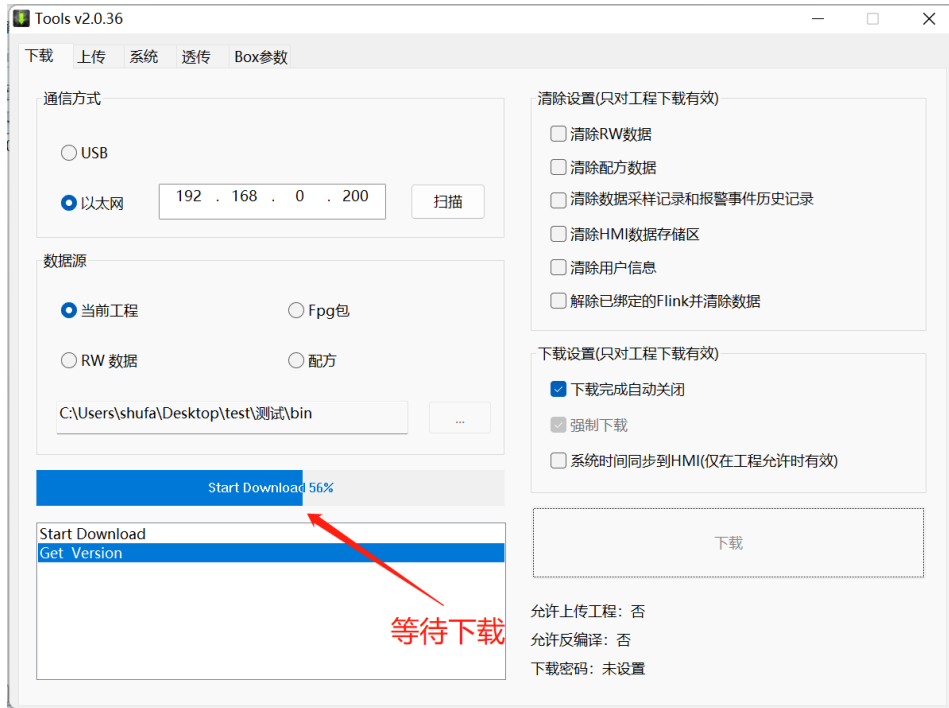 Tools v2.0.36
下载 上传 系统 透传 Box参数
通信方式
USB
以太网 192 . 168 . 0 . 200 扫描
数据源
当前工程 Fpg包
RW 数据 配方
C:\Users\shufa\Desktop\test\测试\bin ...
Start Download 56%
Start Download
Get Version
等待下载
清除设置(只对工程下载有效)
清除RW数据
清除配方数据
清除数据采样记录和报警事件历史记录
清除HMI数据存储区
清除用户信息
解除已绑定的Flink并清除数据
下载设置(只对工程下载有效)
下载完成自动关闭
强制下载
系统时间同步到HMI(仅在工程允许时有效)
下载
允许上传工程：否
允许反编译：否
下载密码：未设置